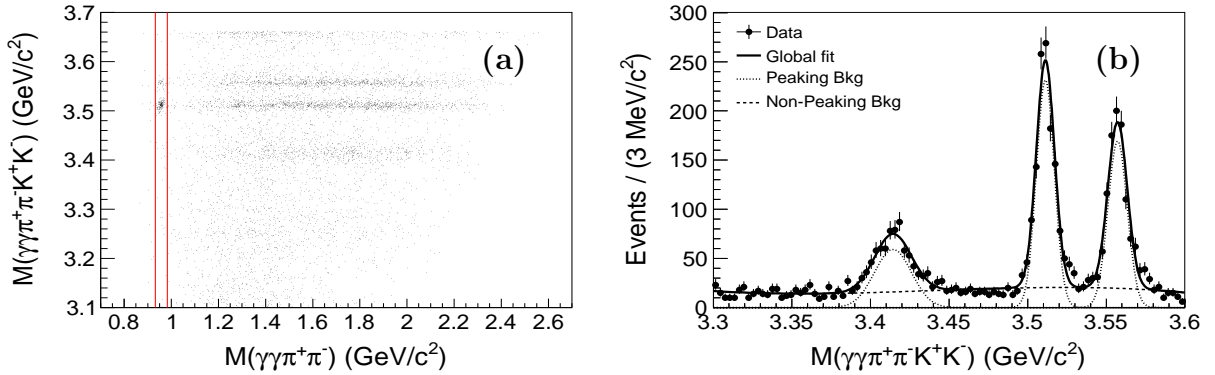 3.7
3.6
3.5
3.4
3.3
3.2
3.1
M(γγπ⁺π⁻K⁺K⁻) (GeV/c²)
(a)
0.8 1 1.2 1.4 1.6 1.8 2 2.2 2.4 2.6
M(γγπ⁺π⁻) (GeV/c²)
300
250
200
150
100
50
0
Events / (3 MeV/c²)
Data
Global fit
Peaking Bkg
Non-Peaking Bkg
(b)
3.3 3.35 3.4 3.45 3.5 3.55 3.6
M(γγπ⁺π⁻K⁺K⁻) (GeV/c²)